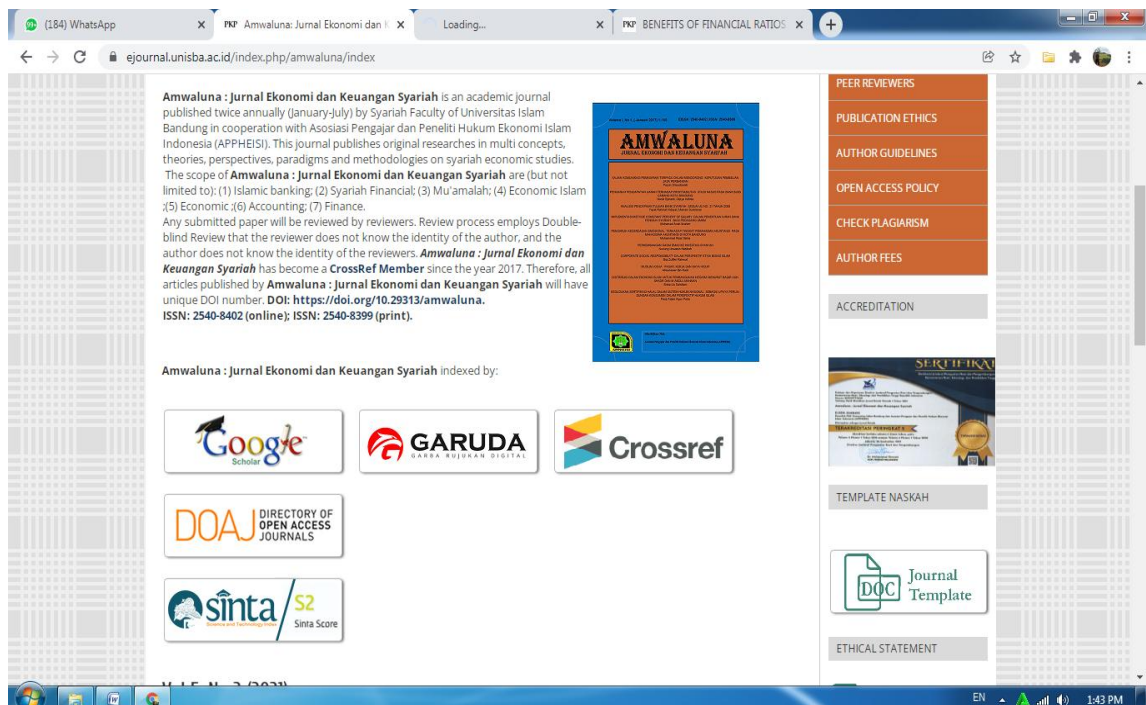 (184) WhatsApp
PKP Amwaluna: Jurnal Ekonomi dan K
Loading...
PKP BENEFITS OF FINANCIAL RATIOS
ejournal.unisba.ac.id/index.php/amwaluna/index
Amwaluna : Jurnal Ekonomi dan Keuangan Syariah is an academic journal
published twice annually (January-July) by Syariah Faculty of Universitas Islam
Bandung in cooperation with Asosiasi Pengajar dan Peneliti Hukum Ekonomi Islam
Indonesia (APPHEISI). This journal publishes original researches in multi concepts,
theories, perspectives, paradigms and methodologies on syariah economic studies.
The scope of Amwaluna : Jurnal Ekonomi dan Keuangan Syariah are (but not
limited to): (1) Islamic banking; (2) Syariah Financial; (3) Mu'amalah; (4) Economic Islam
;(5) Economic ;(6) Accounting; (7) Finance.
Any submitted paper will be reviewed by reviewers. Review process employs Double-
blind Review that the reviewer does not know the identity of the author, and the
author does not know the identity of the reviewers. Amwaluna : Jurnal Ekonomi dan
Keuangan Syariah has become a CrossRef Member since the year 2017. Therefore, all
articles published by Amwaluna : Jurnal Ekonomi dan Keuangan Syariah will have
unique DOI number. DOI: https://doi.org/10.29313/amwaluna.
ISSN: 2540-8402 (online); ISSN: 2540-8399 (print).
AMWALUNA
JURNAL EKONOMI DAN KEUANGAN SYARI'AH
Amwaluna : Jurnal Ekonomi dan Keuangan Syariah indexed by:
Google
Scholar
GARUDA
GARBA RUJUKAN DIGITAL
Crossref
DOAJ DIRECTORY OF
OPEN ACCESS
JOURNALS
sinta S2
Science and Technology Index
Sinta Score
PEER REVIEWERS
PUBLICATION ETHICS
AUTHOR GUIDELINES
OPEN ACCESS POLICY
CHECK PLAGIARISM
AUTHOR FEES
ACCREDITATION
SERTIFIKAT
TEMPLATE NASKAH
DOC
Journal
Template
ETHICAL STATEMENT
EN
1:43 PM